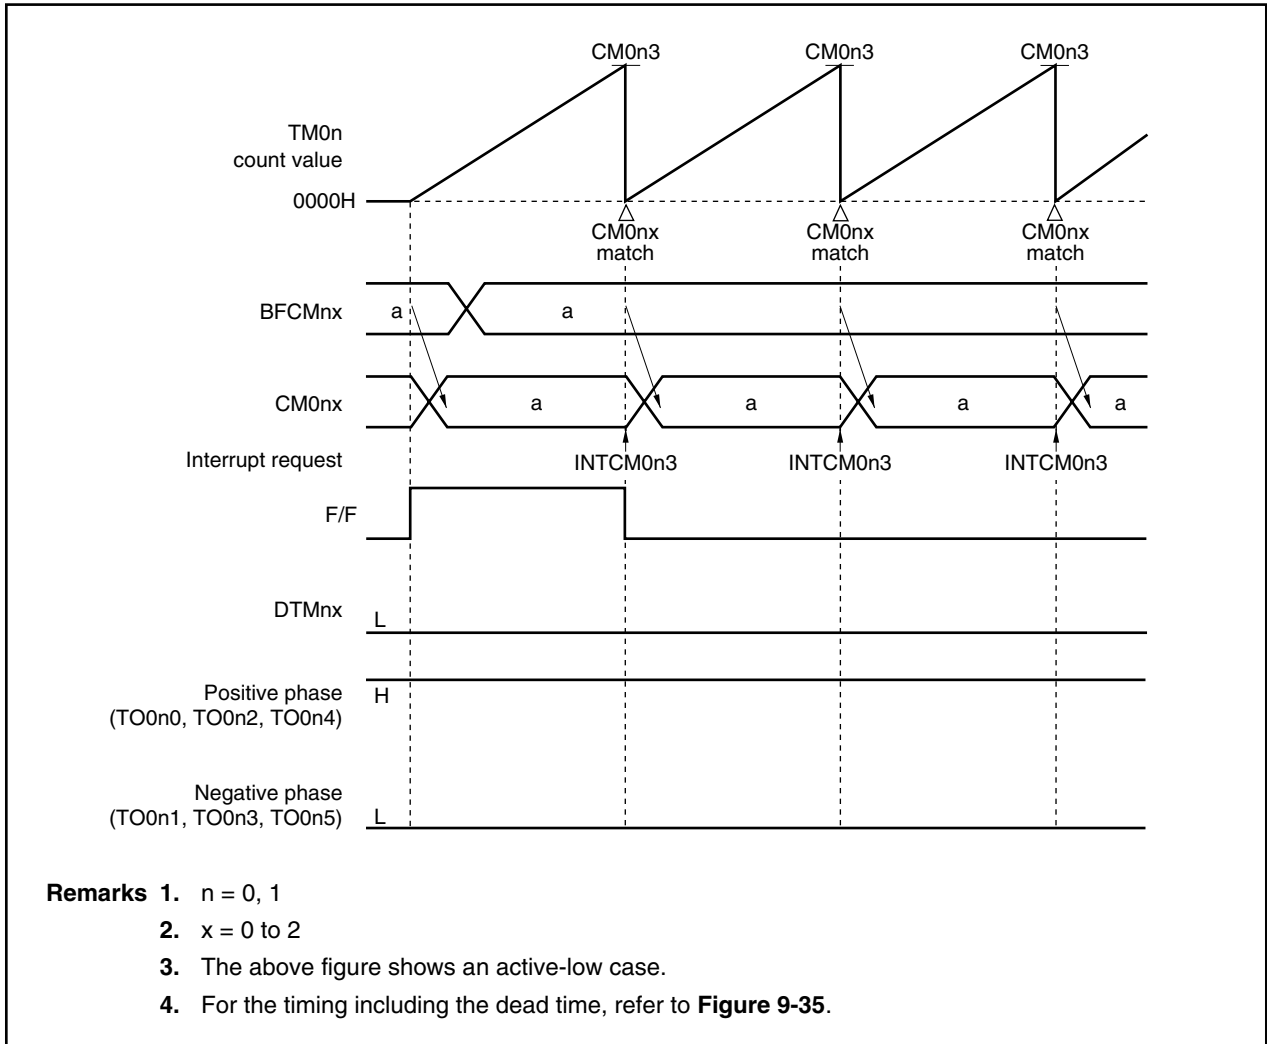 CM0n3 CM0n3 CM0n3
TM0n
count value
0000H
CM0nx CM0nx CM0nx
match match match
BFCMnx a a
CM0nx a a a a
Interrupt request INTCM0n3 INTCM0n3 INTCM0n3
F/F
DTMnx L
Positive phase H
(TO0n0, TO0n2, TO0n4)
Negative phase
(TO0n1, TO0n3, TO0n5) L
Remarks 1. n = 0, 1
2. x = 0 to 2
3. The above figure shows an active-low case.
4. For the timing including the dead time, refer to Figure 9-35.